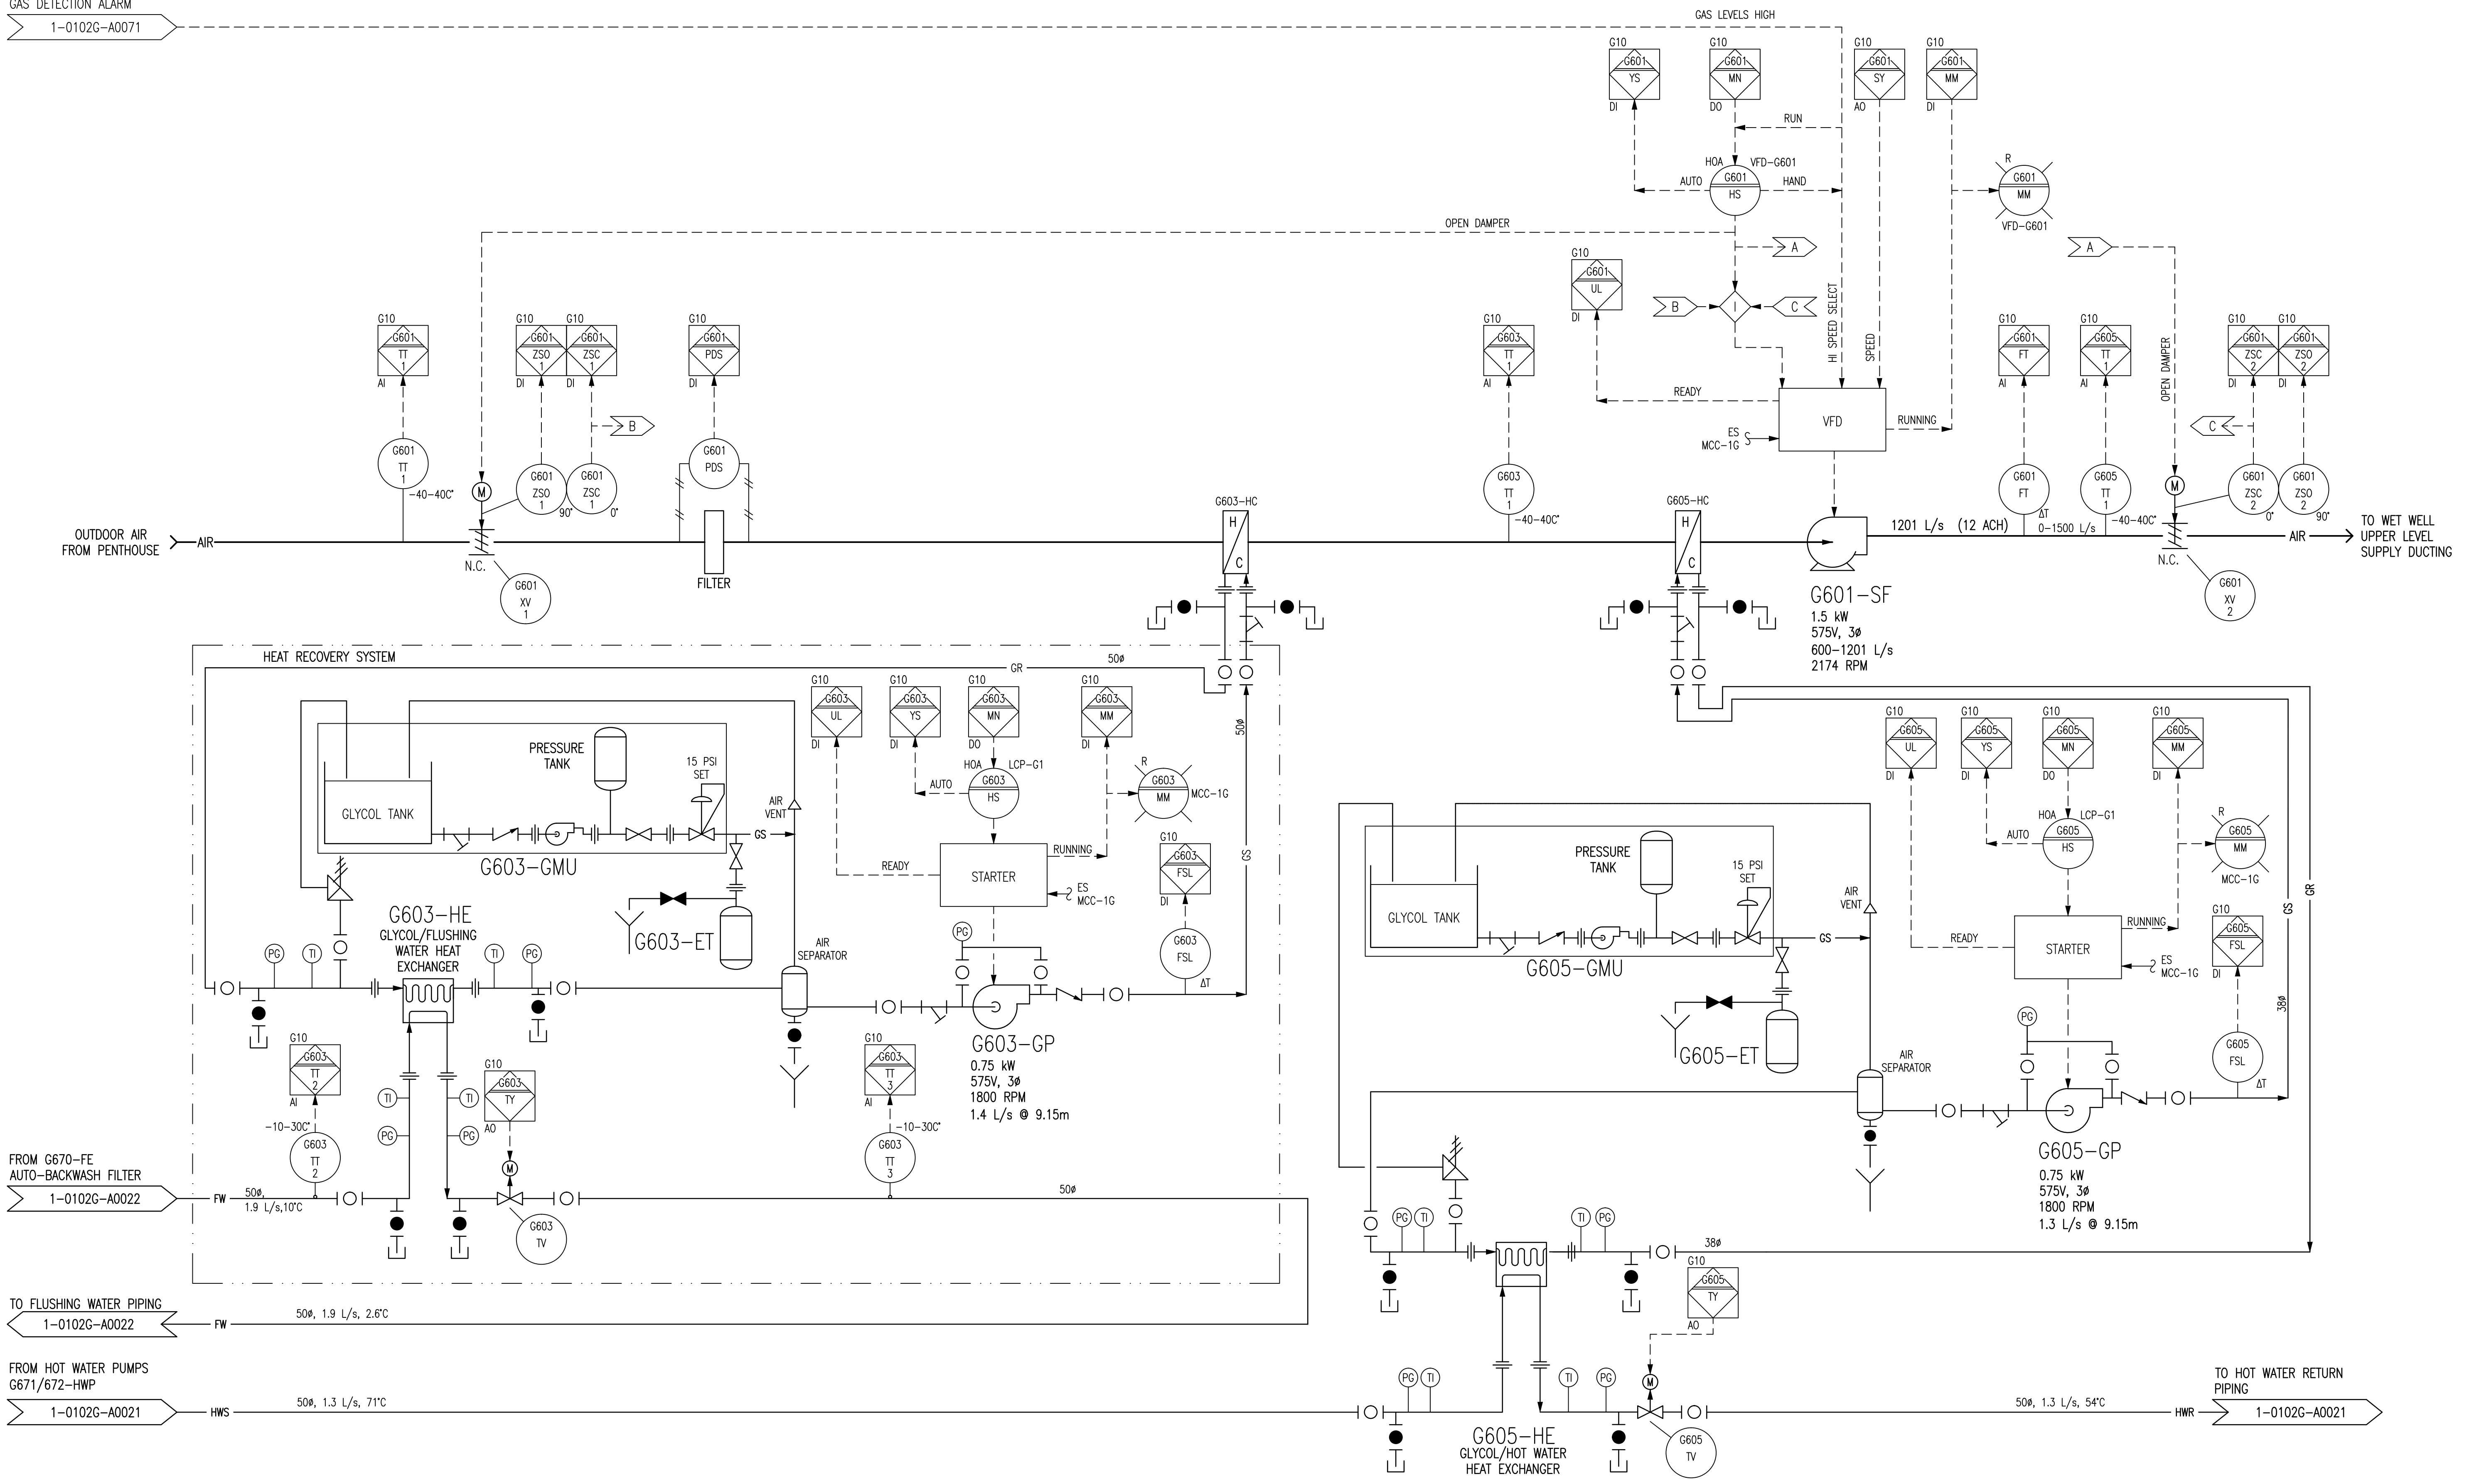 GAS DETECTION ALARM
1-0102G-A0071
GAS LEVELS HIGH
G10
G601
YS
DI
G10
G601
MN
DO
G10
G601
SY
AO
G10
G601
MM
DI
RUN
HOA
VFD-G601
G601
HS
AUTO
HAND
R
G601
MM
VFD-G601
OPEN DAMPER
A
A
G10
G601
UL
DI
B
I
C
HI SPEED SELECT
SPEED
OPEN DAMPER
READY
VFD
RUNNING
ES
MCC-1G
G10
G601
TT
1
AI
G10
G601
ZSO
1
DI
G10
G601
ZSC
1
DI
B
G10
G601
PDS
DI
G10
G603
TT
1
AI
G10
G601
FT
AI
G10
G605
TT
1
AI
G10
G601
ZSC
2
DI
G10
G601
ZSO
2
DI
C
G601
TT
1
-40-40C°
M
G601
ZSO
1
90°
G601
ZSC
1
0°
G601
PDS
G603
TT
1
-40-40C°
G601
FT
ΔT
0-1500 L/s
G605
TT
1
-40-40C°
M
G601
ZSC
2
0°
G601
ZSO
2
90°
OUTDOOR AIR
FROM PENTHOUSE
AIR
N.C.
G601
XV
1
FILTER
G603-HC
H
C
G605-HC
H
C
1201 L/s (12 ACH)
N.C.
G601
XV
2
AIR
TO WET WELL
UPPER LEVEL
SUPPLY DUCTING
G601-SF
1.5 kW
575V, 3ø
600-1201 L/s
2174 RPM
HEAT RECOVERY SYSTEM
GR
50ø
PRESSURE
TANK
15 PSI
SET
GLYCOL TANK
AIR
VENT
GS
G603-GMU
G10
G603
UL
DI
G10
G603
YS
DI
G10
G603
MN
DO
G10
G603
MM
DI
HOA
LCP-G1
G603
HS
AUTO
R
G603
MM
MCC-1G
50ø
GS
READY
STARTER
RUNNING
ES
MCC-1G
G10
G603
FSL
DI
G603
FSL
ΔT
G603-HE
GLYCOL/FLUSHING
WATER HEAT
EXCHANGER
G603-ET
AIR
SEPARATOR
PG
TI
TI
PG
PG
G603-GP
0.75 kW
575V, 3ø
1800 RPM
1.4 L/s @ 9.15m
G10
G603
TT
2
AI
-10-30C°
G603
TT
2
TI
PG
TI
PG
G10
G603
TY
AO
M
G603
TV
G10
G603
TT
3
AI
-10-30C°
G603
TT
3
FROM G670-FE
AUTO-BACKWASH FILTER
1-0102G-A0022
FW
50ø,
1.9 L/s,10°C
50ø
TO FLUSHING WATER PIPING
1-0102G-A0022
FW
50ø, 1.9 L/s, 2.6°C
FROM HOT WATER PUMPS
G671/672-HWP
1-0102G-A0021
HWS
50ø, 1.3 L/s, 71°C
PRESSURE
TANK
15 PSI
SET
GLYCOL TANK
AIR
VENT
GS
G605-GMU
G605-ET
AIR
SEPARATOR
G10
G605
UL
DI
G10
G605
YS
DI
G10
G605
MN
DO
G10
G605
MM
DI
HOA
LCP-G1
G605
HS
AUTO
R
G605
MM
MCC-1G
READY
STARTER
RUNNING
ES
MCC-1G
G10
G605
FSL
DI
G605
FSL
ΔT
GS
GR
38ø
PG
G605-GP
0.75 kW
575V, 3ø
1800 RPM
1.3 L/s @ 9.15m
PG
TI
TI
PG
38ø
G10
G605
TY
AO
PG
TI
TI
PG
M
G605
TV
G605-HE
GLYCOL/HOT WATER
HEAT EXCHANGER
50ø, 1.3 L/s, 54°C
HWR
TO HOT WATER RETURN
PIPING
1-0102G-A0021